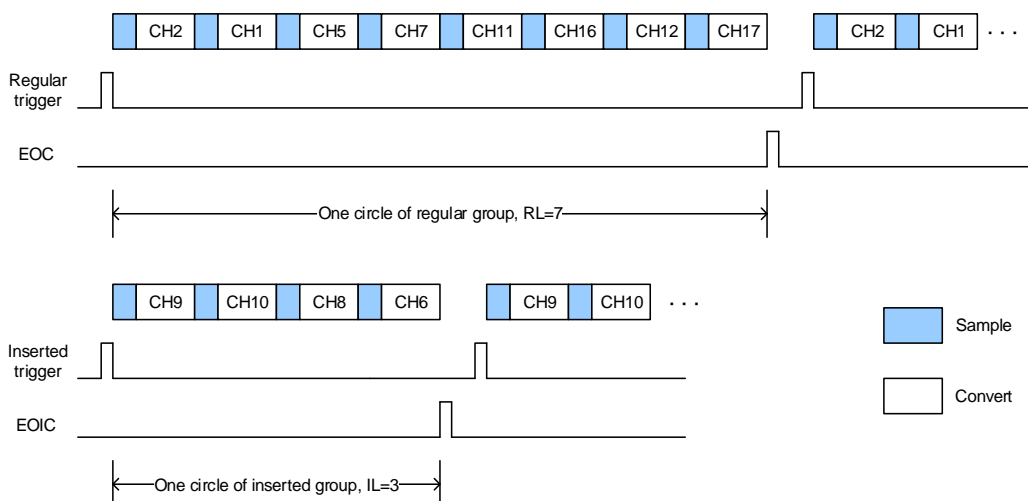 CH2 CH1 CH5 CH7 CH11 CH16 CH12 CH17 CH2 CH1 . . .
Regular
trigger
EOC
One circle of regular group, RL=7
CH9 CH10 CH8 CH6 CH9 CH10 . . .
Sample
Inserted
trigger
Convert
EOIC
One circle of inserted group, IL=3